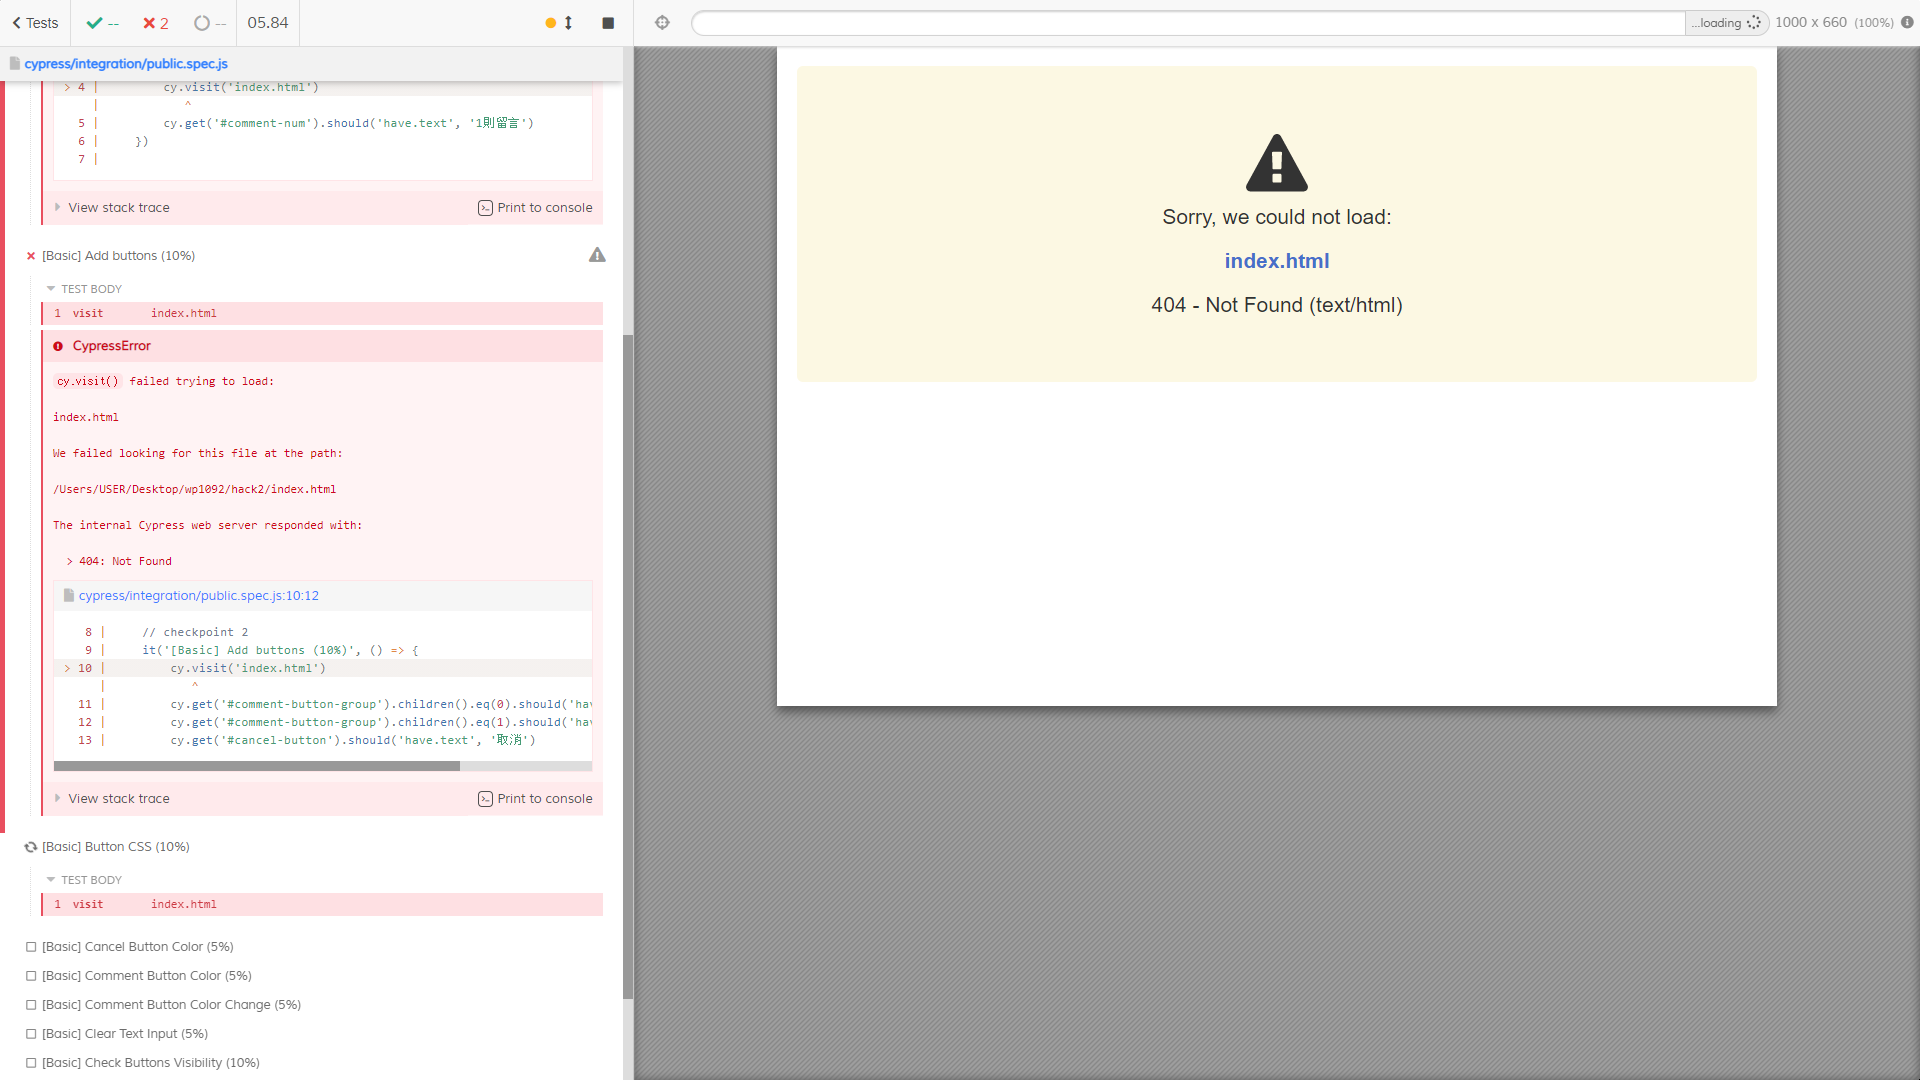 Tests
--
2
--
05.84
...loading
1000 x 660 (100%)
cypress/integration/public.spec.js
> 4 | cy.visit('index.html')
| ^
5 | cy.get('#comment-num').should('have.text', '1則留言')
6 | })
7 |
View stack trace
Print to console
[Basic] Add buttons (10%)
TEST BODY
1 visit index.html
CypressError
cy.visit() failed trying to load:
index.html
We failed looking for this file at the path:
/Users/USER/Desktop/wp1092/hack2/index.html
The internal Cypress web server responded with:
> 404: Not Found
cypress/integration/public.spec.js:10:12
8 | // checkpoint 2
9 | it('[Basic] Add buttons (10%)', () => {
> 10 | cy.visit('index.html')
| ^
11 | cy.get('#comment-button-group').children().eq(0).should('hav
12 | cy.get('#comment-button-group').children().eq(1).should('hav
13 | cy.get('#cancel-button').should('have.text', '取消')
View stack trace
Print to console
[Basic] Button CSS (10%)
TEST BODY
1 visit index.html
[Basic] Cancel Button Color (5%)
[Basic] Comment Button Color (5%)
[Basic] Comment Button Color Change (5%)
[Basic] Clear Text Input (5%)
[Basic] Check Buttons Visibility (10%)
Sorry, we could not load:
index.html
404 - Not Found (text/html)